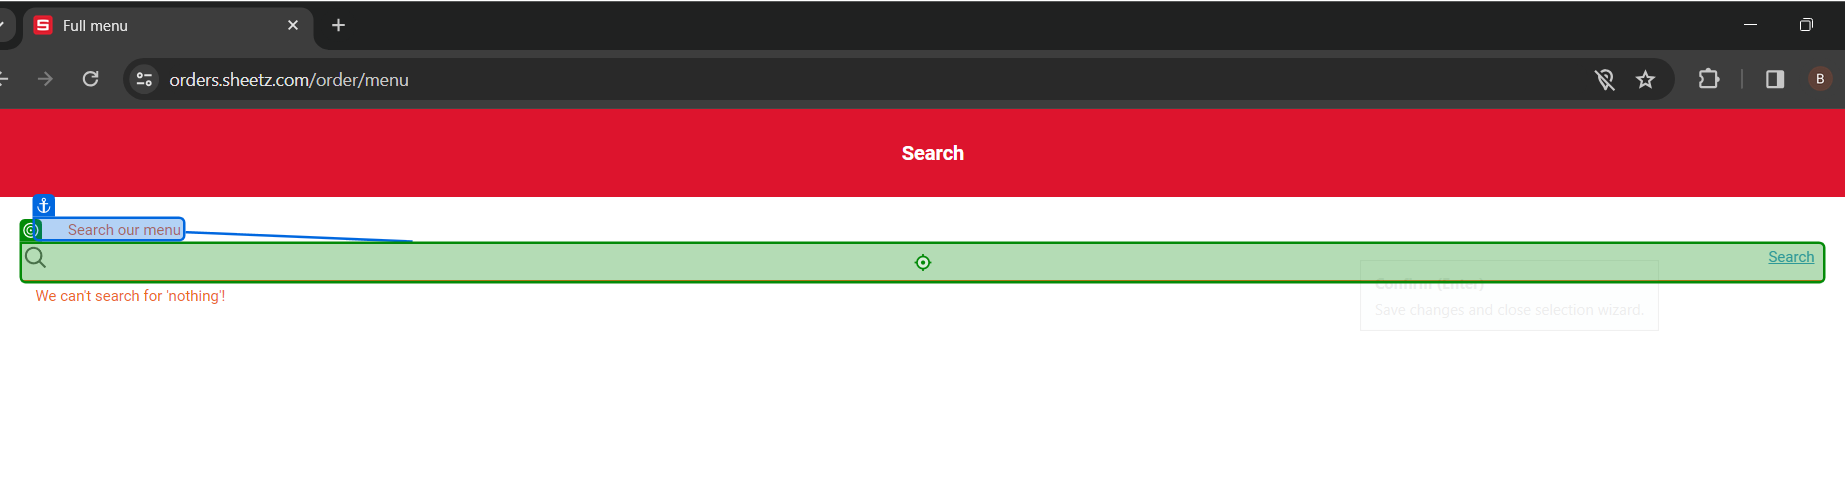 Full menu
orders.sheetz.com/order/menu
B
Search
Search our menu
Search
We can't search for 'nothing'!
Confirm (Enter)
Save changes and close selection wizard.